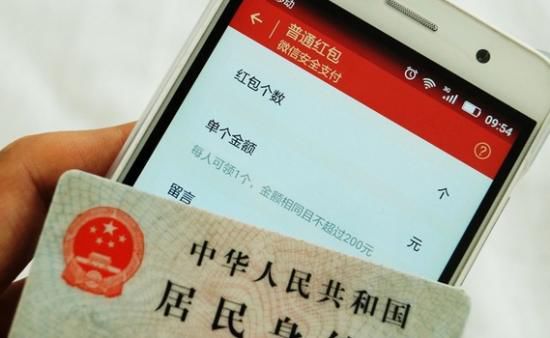 移动
09:54
普通红包
微信安全支付
红包个数
个
单个金额
元
每人可领1个，金额相同且不超过200元
留言
中华人民共和国
居民身